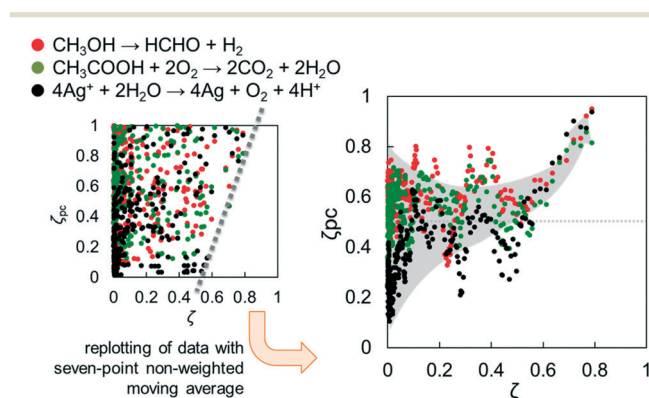 CH₃OH → HCHO + H₂
CH₃COOH + 2O₂ → 2CO₂ + 2H₂O
4Ag⁺ + 2H₂O → 4Ag + O₂ + 4H⁺
1
0.8
0.6
0.4
0.2
0
ζpc
0 0.2 0.4 0.6 0.8 1
ζ
replotting of data with
seven-point non-weighted
moving average
1
0.8
0.6
0.4
0.2
0
ζpc
0 0.2 0.4 0.6 0.8 1
ζ